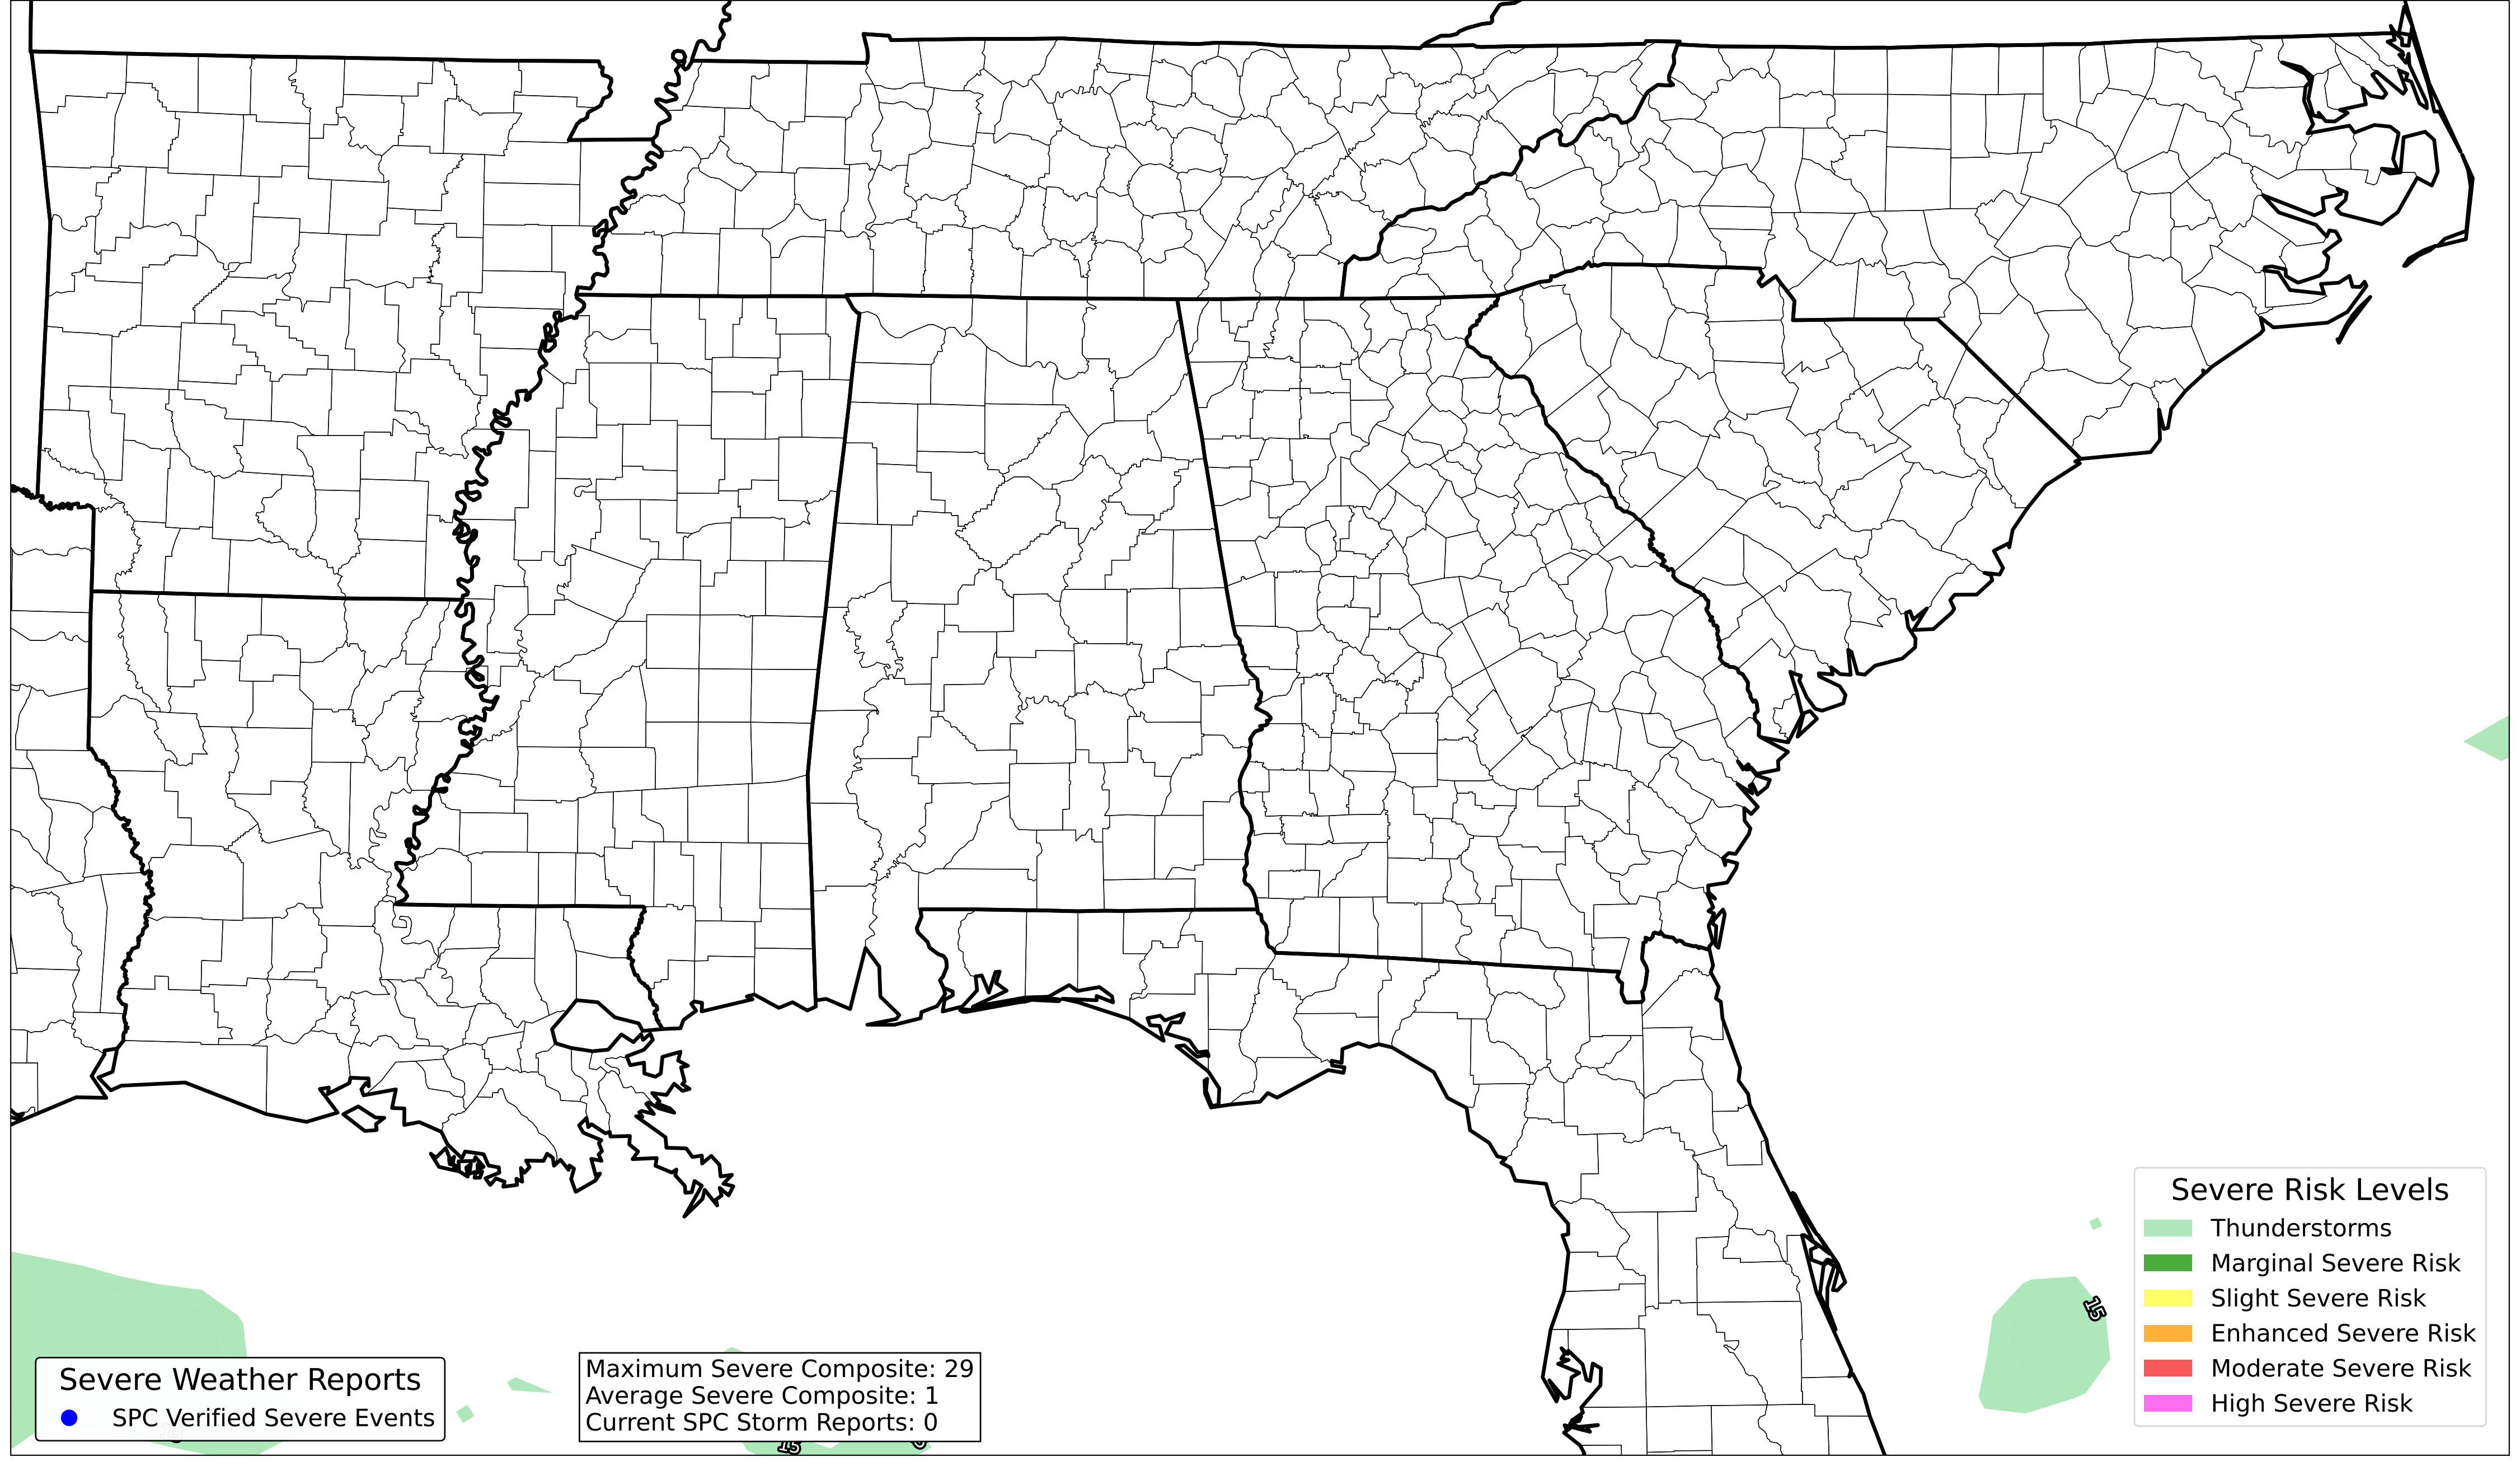 15
Severe Risk Levels
Thunderstorms
Marginal Severe Risk
Slight Severe Risk
Enhanced Severe Risk
Moderate Severe Risk
High Severe Risk
Severe Weather Reports
SPC Verified Severe Events
Maximum Severe Composite: 29
Average Severe Composite: 1
Current SPC Storm Reports: 0
15